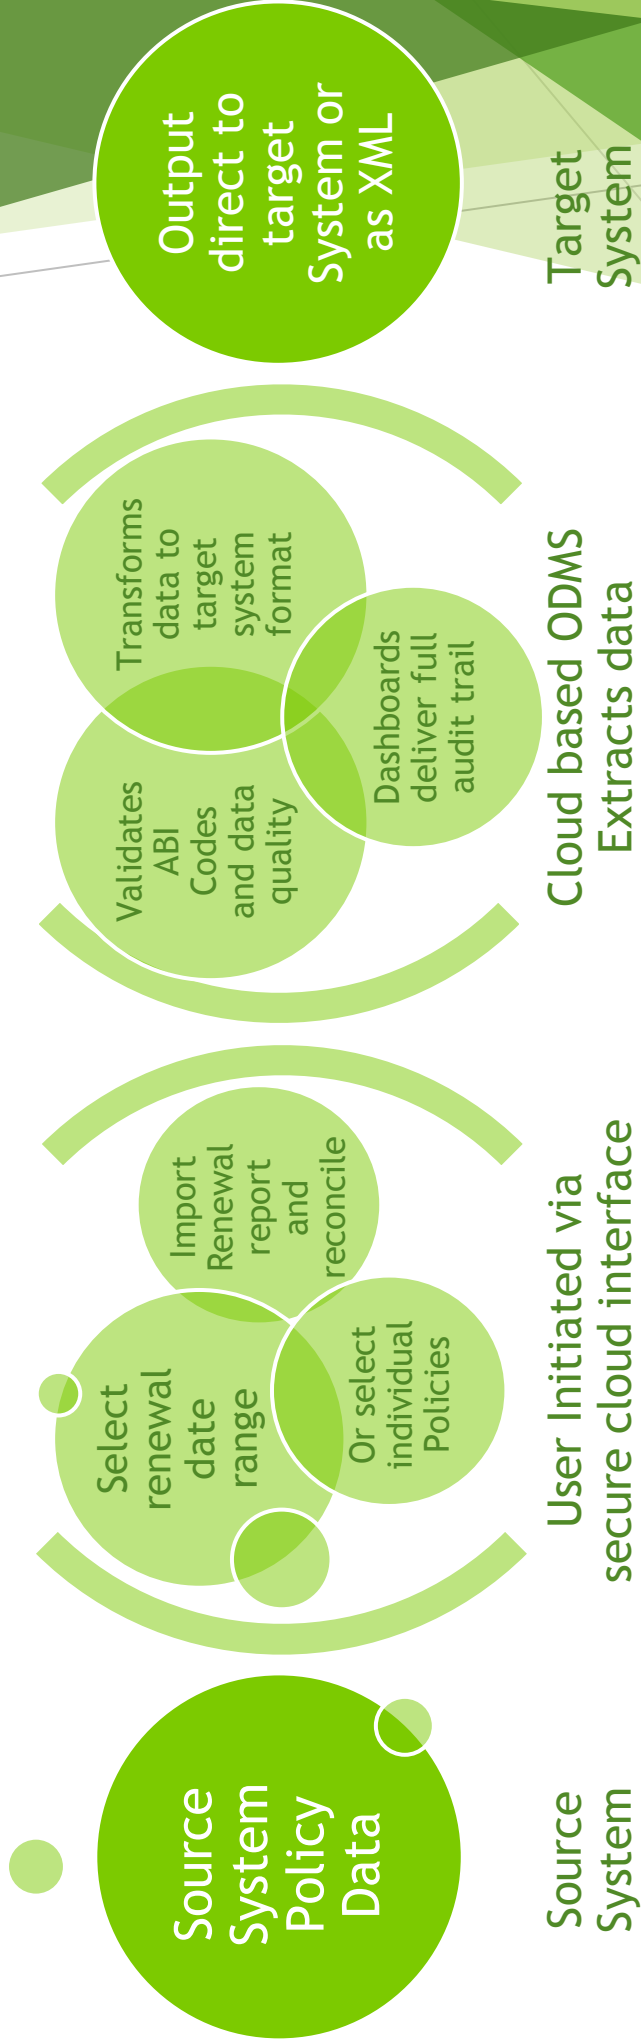 Source
System
Policy
Data
Source
System
Select
renewal
date
range
Import
Renewal
report
and
reconcile
Or select
individual
Policies
User Initiated via
secure cloud interface
Validates
ABI
Codes
and data
quality
Transforms
data to
target
system
format
Dashboards
deliver full
audit trail
Cloud based ODMS
Extracts data
Output
direct to
target
System or
as XML
Target
System